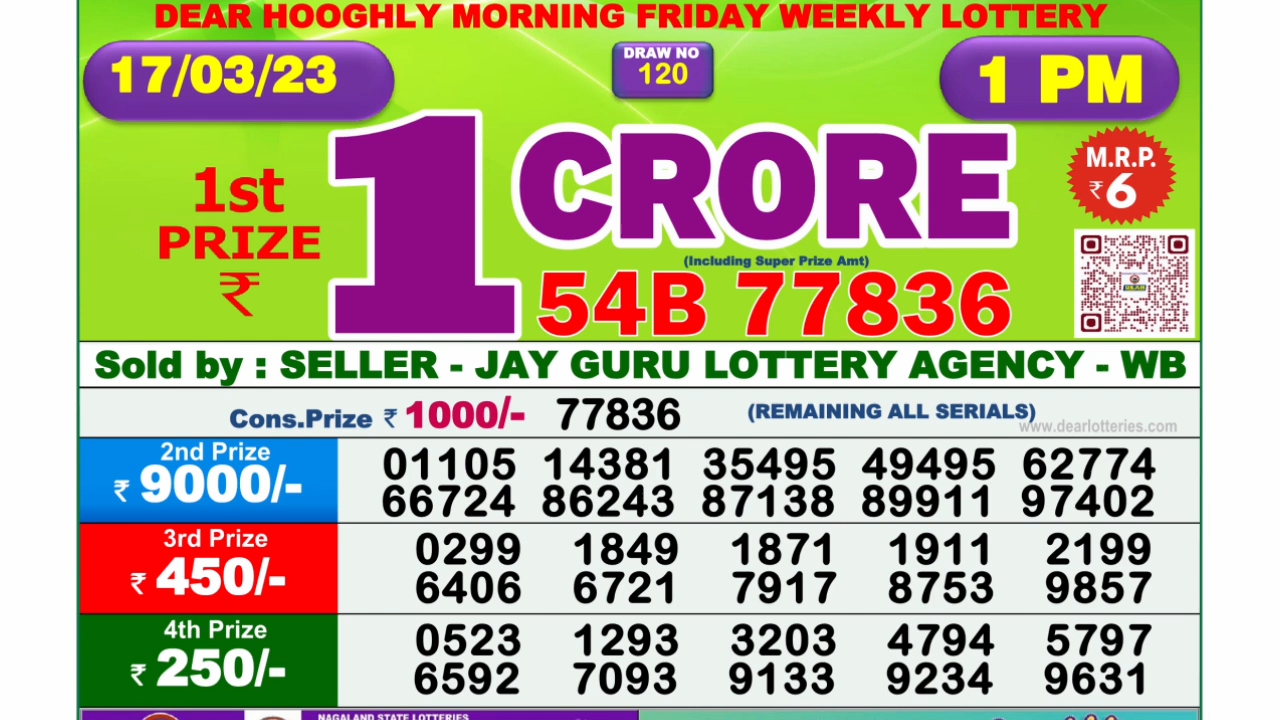 DEAR HOOGHLY MORNING FRIDAY WEEKLY LOTTERY
17/03/23
DRAW NO
120
1 PM
1st
PRIZE
₹
1 CRORE
(Including Super Prize Amt)
54B 77836
M.R.P.
₹ 6
Sold by : SELLER - JAY GURU LOTTERY AGENCY - WB
Cons.Prize ₹ 1000/- 77836 (REMAINING ALL SERIALS)
www.dearlotteries.com
2nd Prize
₹ 9000/-
01105 14381 35495 49495 62774
66724 86243 87138 89911 97402
3rd Prize
₹ 450/-
0299 1849 1871 1911 2199
6406 6721 7917 8753 9857
4th Prize
₹ 250/-
0523 1293 3203 4794 5797
6592 7093 9133 9234 9631
NAGALAND STATE LOTTERIES